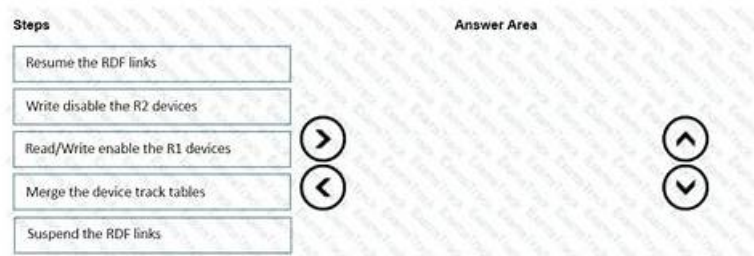 Steps
Answer Area
Resume the RDF links
Write disable the R2 devices
Read/Write enable the R1 devices
Merge the device track tables
Suspend the RDF links